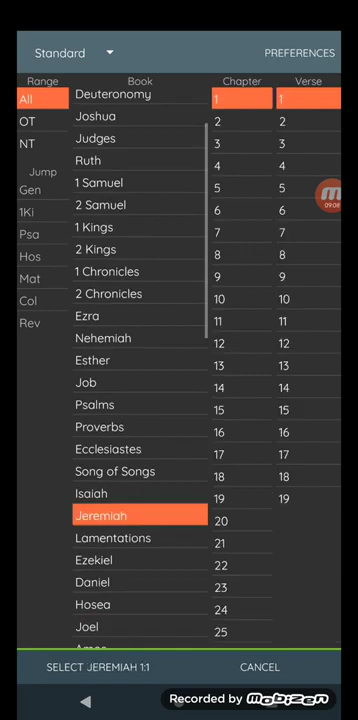 Standard
PREFERENCES
Range
Book
Chapter
Verse
All
OT
NT
Jump
Gen
1Ki
Psa
Hos
Mat
Col
Rev
Deuteronomy
Joshua
Judges
Ruth
1 Samuel
2 Samuel
1 Kings
2 Kings
1 Chronicles
2 Chronicles
Ezra
Nehemiah
Esther
Job
Psalms
Proverbs
Ecclesiastes
Song of Songs
Isaiah
Jeremiah
Lamentations
Ezekiel
Daniel
Hosea
Joel
Amos
1
2
3
4
5
6
7
8
9
10
11
12
13
14
15
16
17
18
19
20
21
22
23
24
25
1
2
3
4
5
6
7
8
9
10
11
12
13
14
15
16
17
18
19
09:08
SELECT JEREMIAH 1:1
CANCEL
Recorded by mobizen